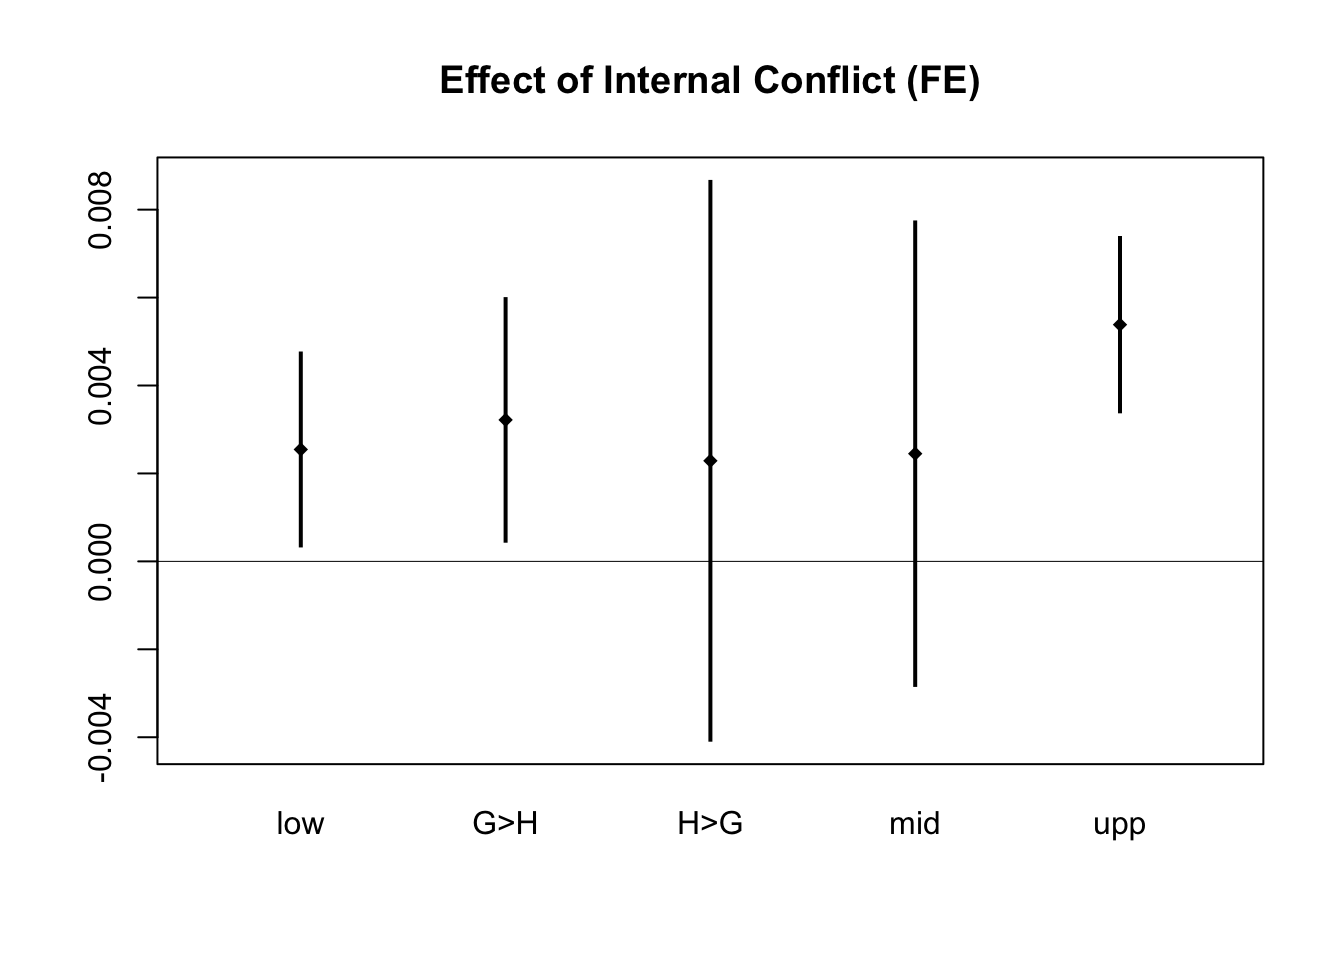 Effect of Internal Conflict (FE)
0.008
0.004
0.000
-0.004
low G>H H>G mid upp